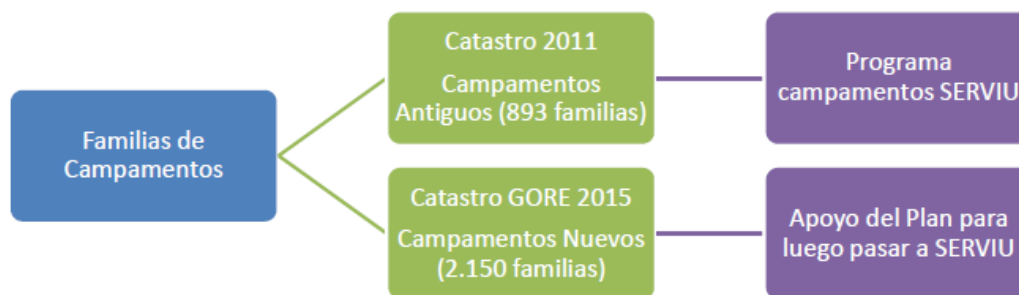 Familias de
Campamentos
Catastro 2011
Campamentos
Antiguos (893 familias)
Programa
campamentos SERVIU
Catastro GORE 2015
Campamentos Nuevos
(2.150 familias)
Apoyo del Plan para
luego pasar a SERVIU